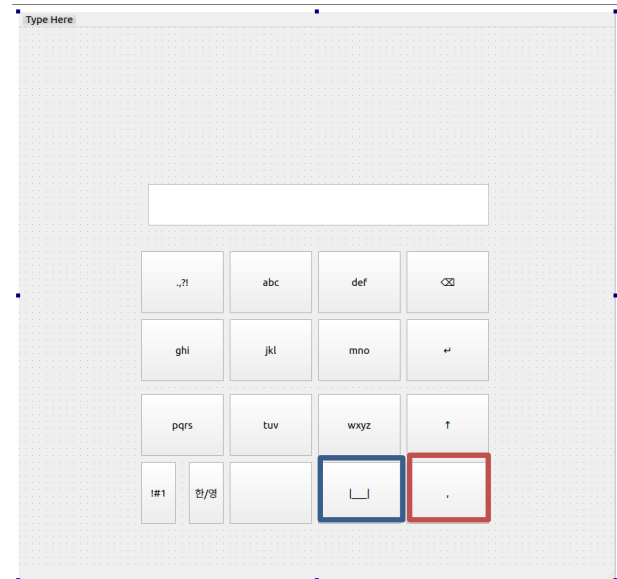 Type Here
.,?! abc def ⌫
ghi jkl mno ↵
pqrs tuv wxyz ↑
!#1 한/영 |__| ,